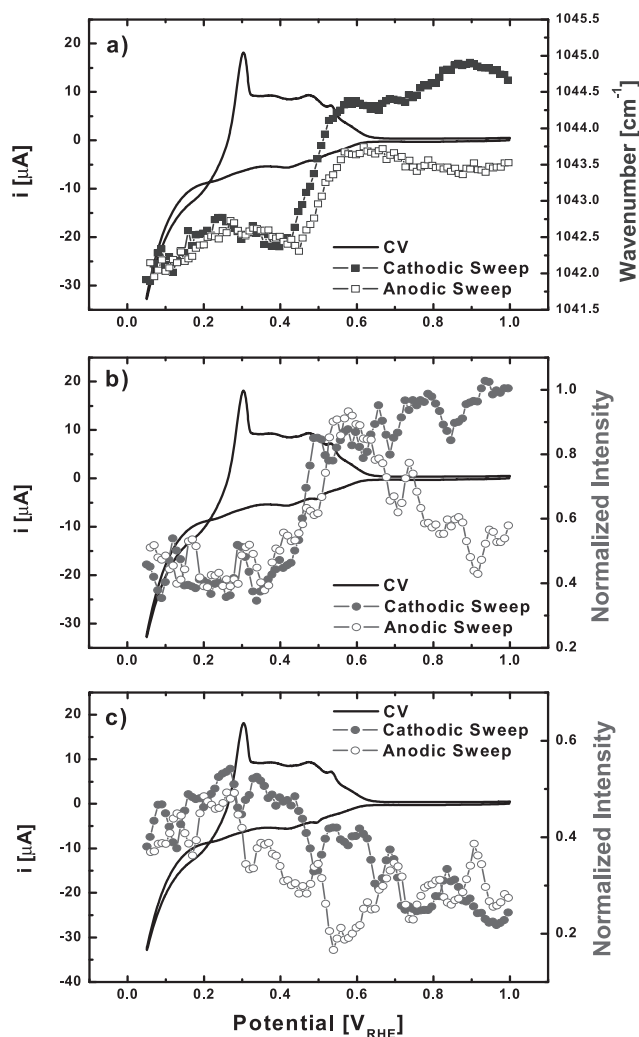 a)
20
10
0
-10
-20
-30
i [μA]
1045.5
1045.0
1044.5
1044.0
1043.5
1043.0
1042.5
1042.0
1041.5
Wavenumber [cm⁻¹]
CV
Cathodic Sweep
Anodic Sweep
0.0 0.2 0.4 0.6 0.8 1.0
b)
20
10
0
-10
-20
-30
i [μA]
1.0
0.8
0.6
0.4
0.2
Normalized Intensity
CV
Cathodic Sweep
Anodic Sweep
0.0 0.2 0.4 0.6 0.8 1.0
c)
20
10
0
-10
-20
-30
-40
i [μA]
0.6
0.4
0.2
Normalized Intensity
CV
Cathodic Sweep
Anodic Sweep
0.0 0.2 0.4 0.6 0.8 1.0
Potential [V_RHE]